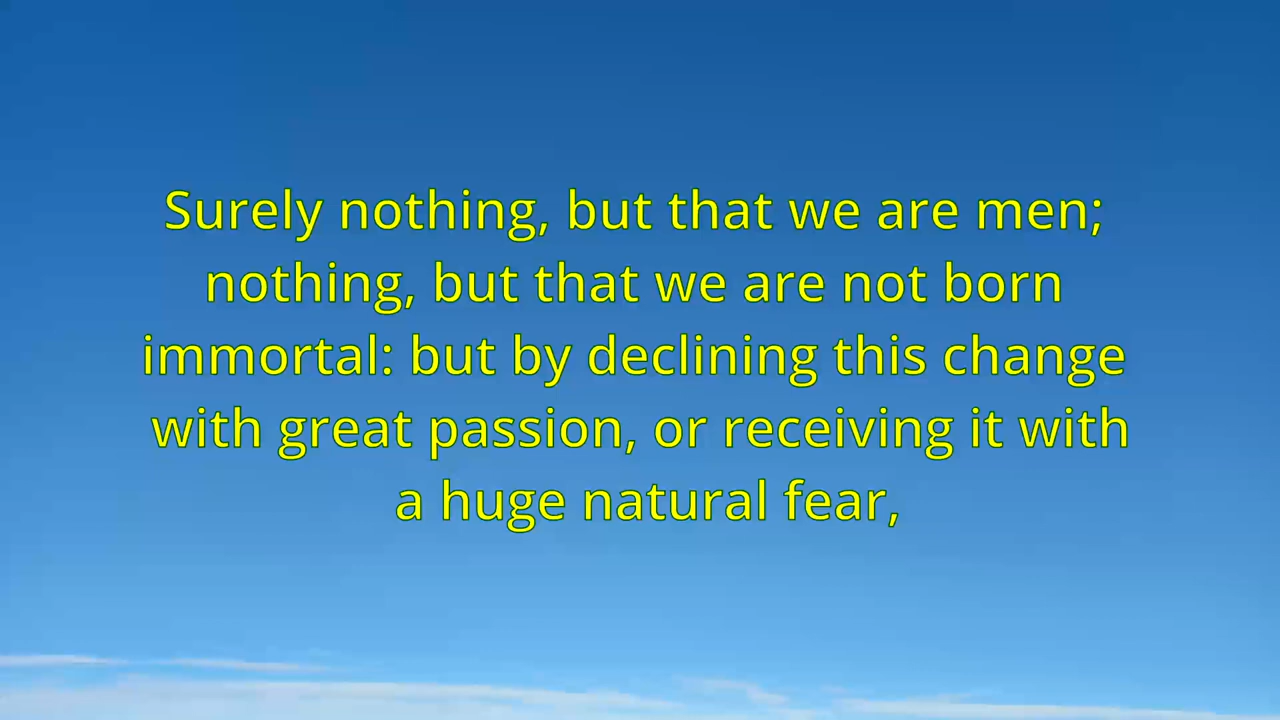 Surely nothing, but that we are men;
nothing, but that we are not born
immortal: but by declining this change
with great passion, or receiving it with
a huge natural fear,